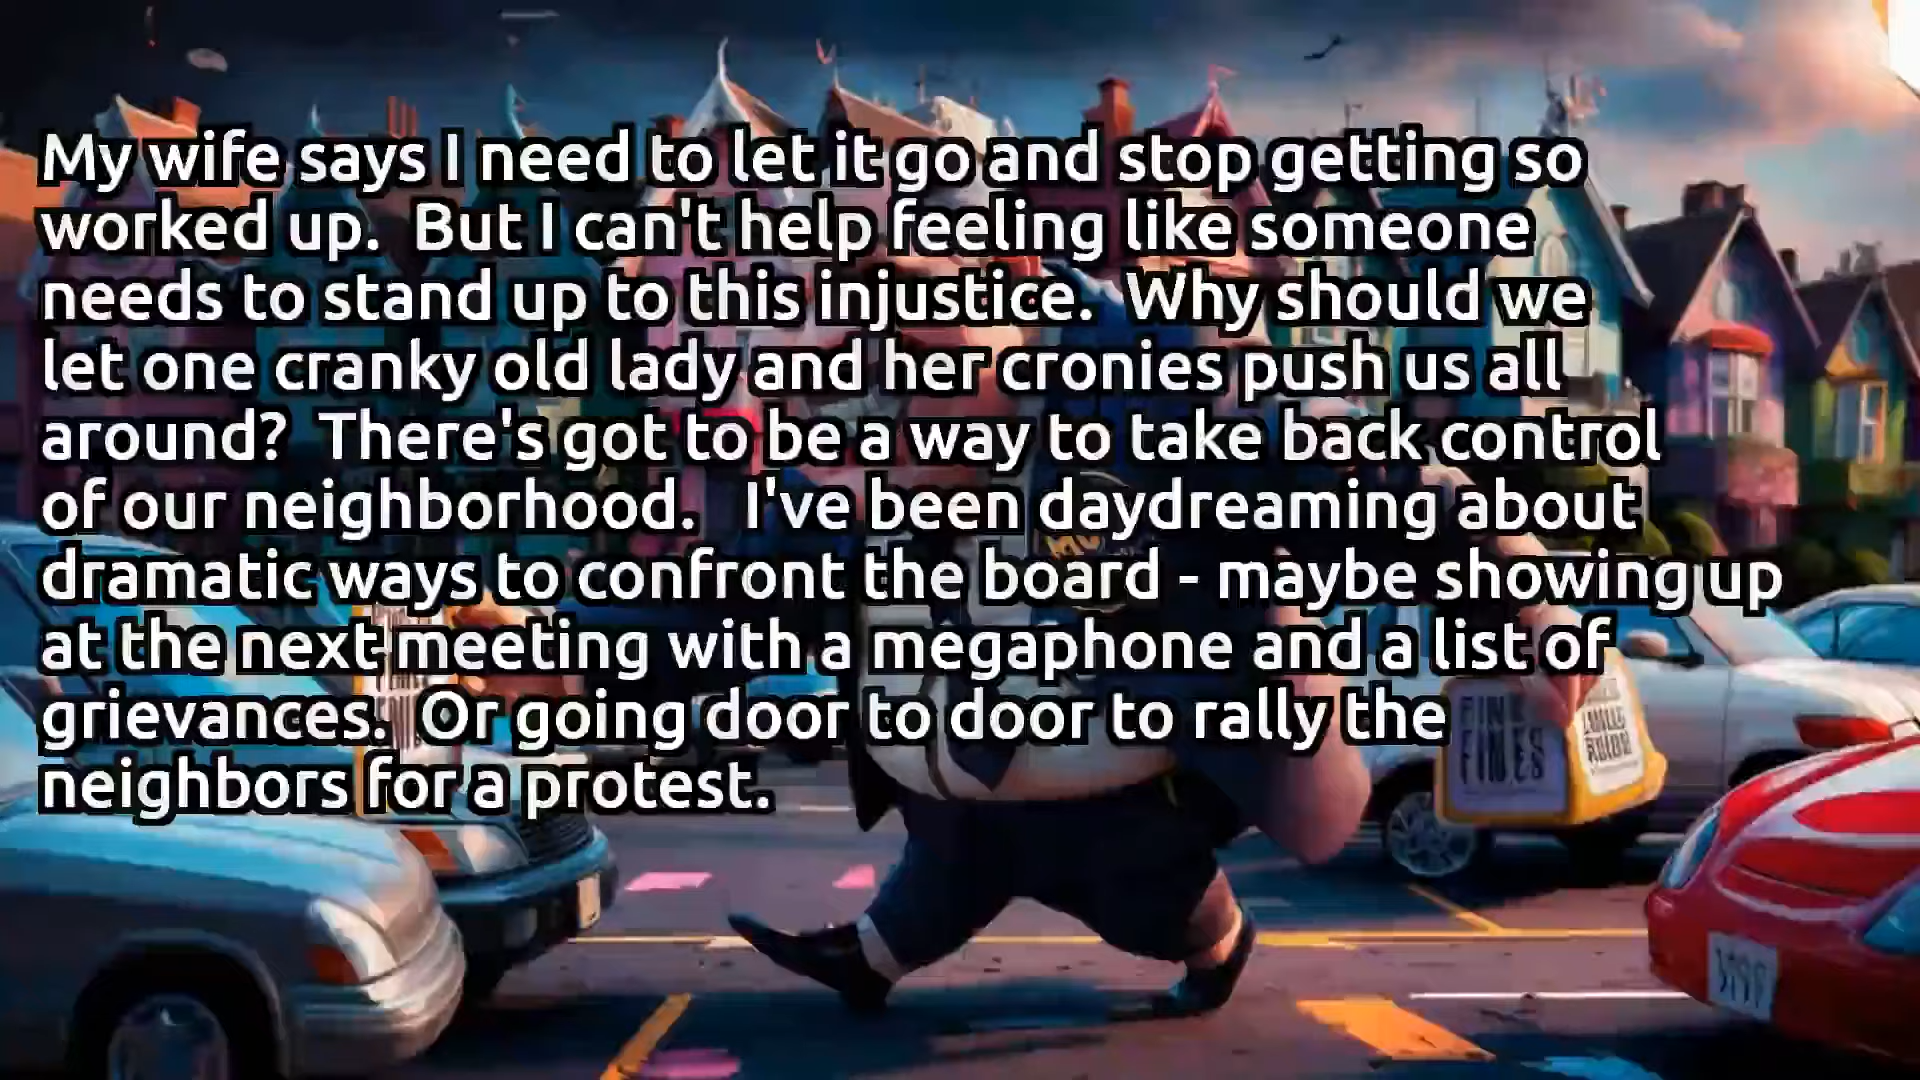 My wife says I need to let it go and stop getting so
worked up.  But I can't help feeling like someone
needs to stand up to this injustice.  Why should we
let one cranky old lady and her cronies push us all
around?  There's got to be a way to take back control
of our neighborhood.   I've been daydreaming about
dramatic ways to confront the board - maybe showing up
at the next meeting with a megaphone and a list of
grievances.  Or going door to door to rally the
neighbors for a protest.